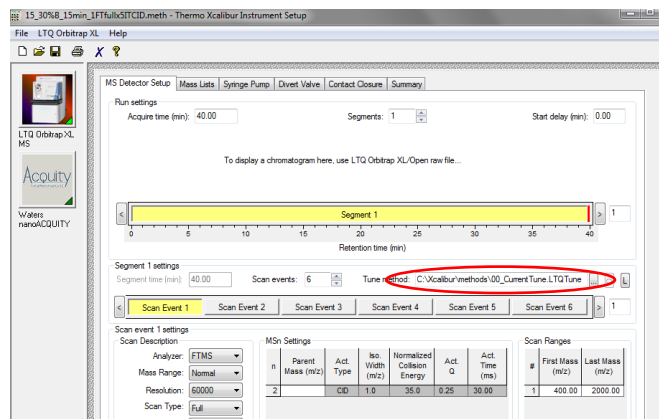 15_30%B_15min_1FTfullx5ITCID.meth - Thermo Xcalibur Instrument Setup
File LTQ Orbitrap XL Help
MS Detector Setup Mass Lists Syringe Pump Divert Valve Contact Closure Summary
Run settings
Acquire time (min): 40.00 Segments: 1 Start delay (min): 0.00
LTQ Orbitrap XL
MS
To display a chromatogram here, use LTQ Orbitrap XL/Open raw file...
Acquity
Waters
nanoACQUITY
< Segment 1 > 1
0 5 10 15 20 25 30 35 40
Retention time (min)
Segment 1 settings
Segment time (min): 40.00 Scan events: 6 Tune method: C:\Xcalibur\methods\00_CurrentTune.LTQTune ... L
< Scan Event 1 Scan Event 2 Scan Event 3 Scan Event 4 Scan Event 5 Scan Event 6 > 1
Scan event 1 settings
Scan Description MSn Settings Scan Ranges
Analyzer: FTMS
Mass Range: Normal
Resolution: 60000
Scan Type: Full
n Parent Mass (m/z) Act. Type Iso. Width (m/z) Normalized Collision Energy Act. Q Act. Time (ms)
2 CID 1.0 35.0 0.25 30.00
# First Mass (m/z) Last Mass (m/z)
1 400.00 2000.00